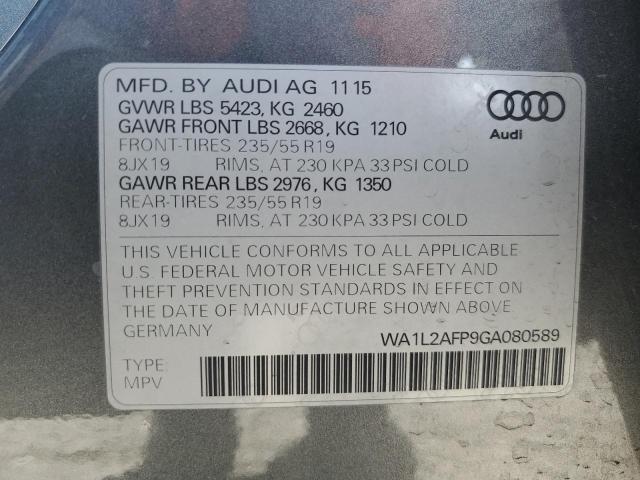 MFD. BY AUDI AG 11 15
GVWR LBS 5423, KG 2460
GAWR FRONT LBS 2668, KG 1210
FRONT-TIRES 235/55 R19
8JX19 RIMS, AT 230 KPA 33 PSI COLD
GAWR REAR LBS 2976, KG 1350
REAR-TIRES 235/55 R19
8JX19 RIMS, AT 230 KPA 33 PSI COLD
Audi
THIS VEHICLE CONFORMS TO ALL APPLICABLE
U.S. FEDERAL MOTOR VEHICLE SAFETY AND
THEFT PREVENTION STANDARDS IN EFFECT ON
THE DATE OF MANUFACTURE SHOWN ABOVE.
GERMANY
WA1L2AFP9GA080589
TYPE:
MPV